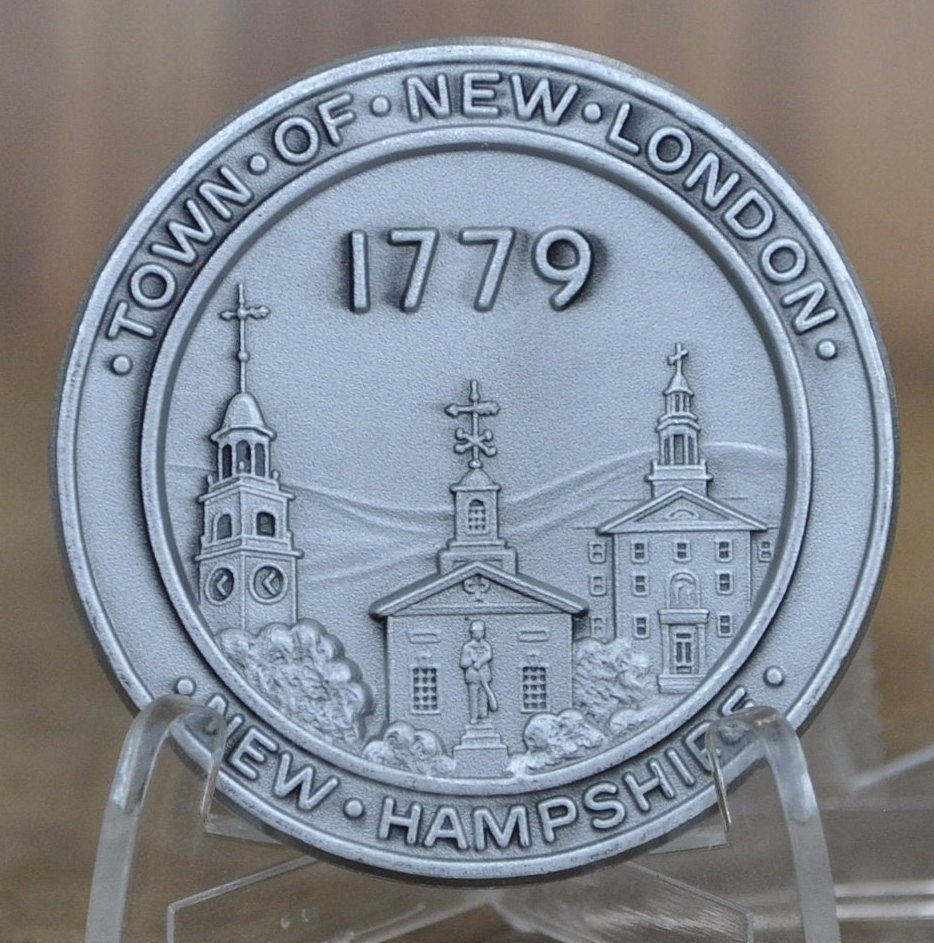 • TOWN • OF • NEW • LONDON •
1779
• NEW • HAMPSHIRE •